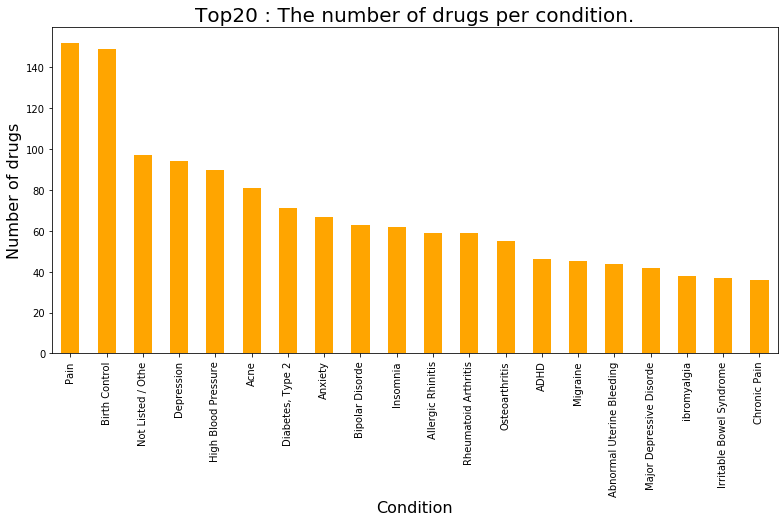 Top20 : The number of drugs per condition.
Number of drugs
140
120
100
80
60
40
20
0
Pain
Birth Control
Not Listed / Othe
Depression
High Blood Pressure
Acne
Diabetes, Type 2
Anxiety
Bipolar Disorde
Insomnia
Allergic Rhinitis
Rheumatoid Arthritis
Osteoarthritis
ADHD
Migraine
Abnormal Uterine Bleeding
Major Depressive Disorde
ibromyalgia
Irritable Bowel Syndrome
Chronic Pain
Condition